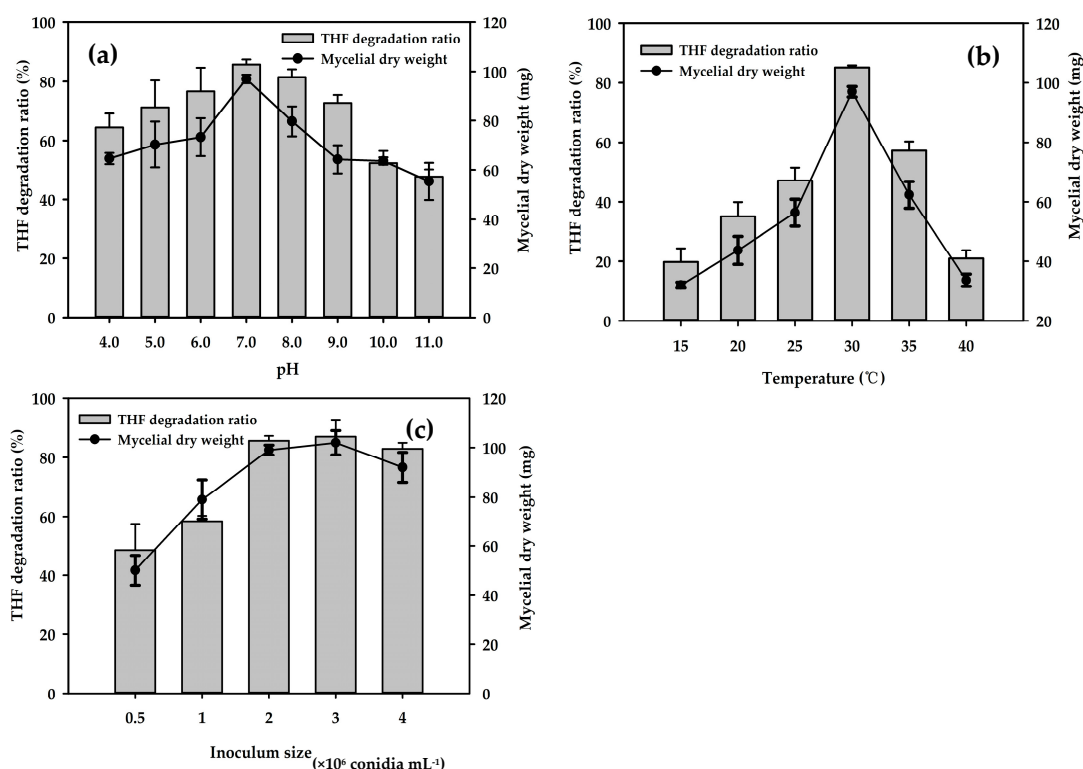 (a)
THF degradation ratio
Mycelial dry weight
THF degradation ratio (%)
100
80
60
40
20
0
Mycelial dry weight (mg)
120
100
80
60
40
20
0
4.0 5.0 6.0 7.0 8.0 9.0 10.0 11.0
pH
(b)
THF degradation ratio
Mycelial dry weight
THF degradation ratio (%)
100
80
60
40
20
0
Mycelial dry weight (mg)
120
100
80
60
40
20
15 20 25 30 35 40
Temperature (℃)
(c)
THF degradation ratio
Mycelial dry weight
THF degradation ratio (%)
100
80
60
40
20
0
Mycelial dry weight (mg)
120
100
80
60
40
20
0
0.5 1 2 3 4
Inoculum size (×10⁶ conidia mL⁻¹)